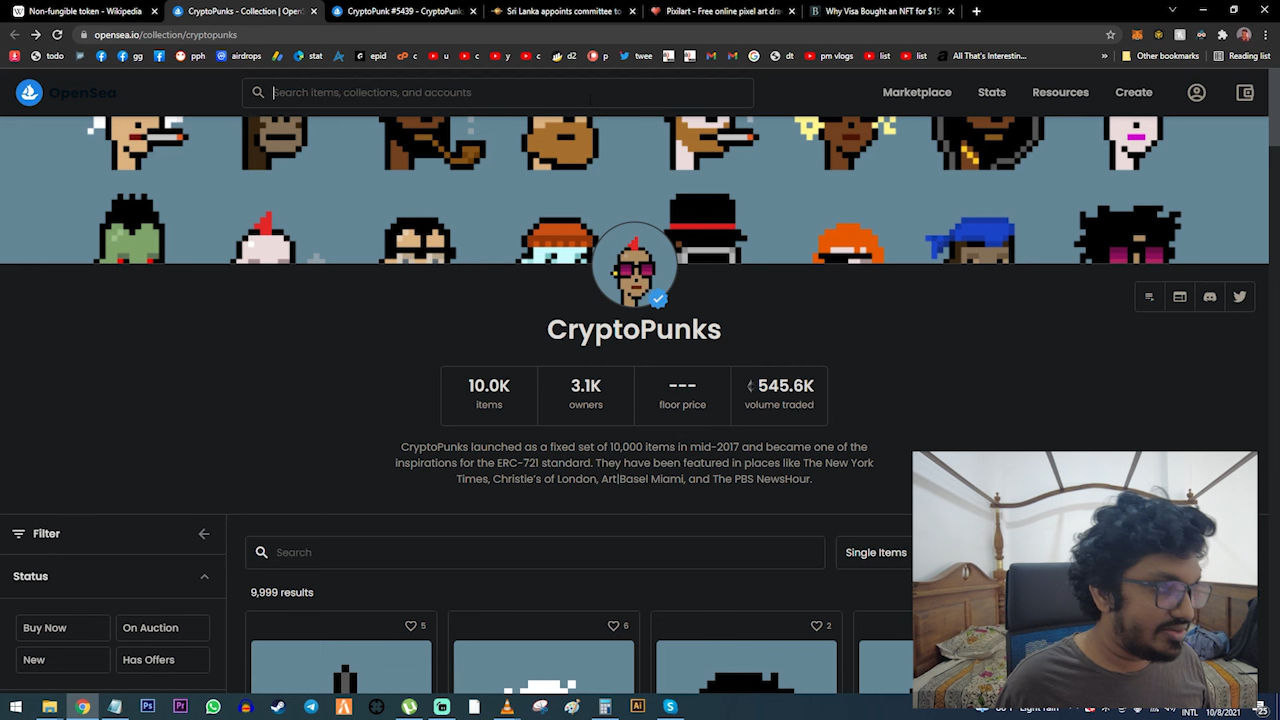 Non-fungible token - Wikipedia
CryptoPunks - Collection | Open
CryptoPunk #5439 - CryptoPunk
Sri Lanka appoints committee to
Pixilart - Free online pixel art dra
Why Visa Bought an NFT for $15
opensea.io/collection/cryptopunks
todo
gg
pph
airdrops
stat
epid
c
u
c
y
c
d2
p
twee
st
dt
pm vlogs
list
list
All That's Interestin...
Other bookmarks
Reading list
OpenSea
Search items, collections, and accounts
Marketplace
Stats
Resources
Create
CryptoPunks
10.0K
items
3.1K
owners
---
floor price
545.6K
volume traded
CryptoPunks launched as a fixed set of 10,000 items in mid-2017 and became one of the
inspirations for the ERC-721 standard. They have been featured in places like The New York
Times, Christie's of London, Art|Basel Miami, and The PBS NewsHour.
Filter
Status
Buy Now
On Auction
New
Has Offers
Search
Single Items
9,999 results
5
6
2
Light rain
INTL
10/8/2021